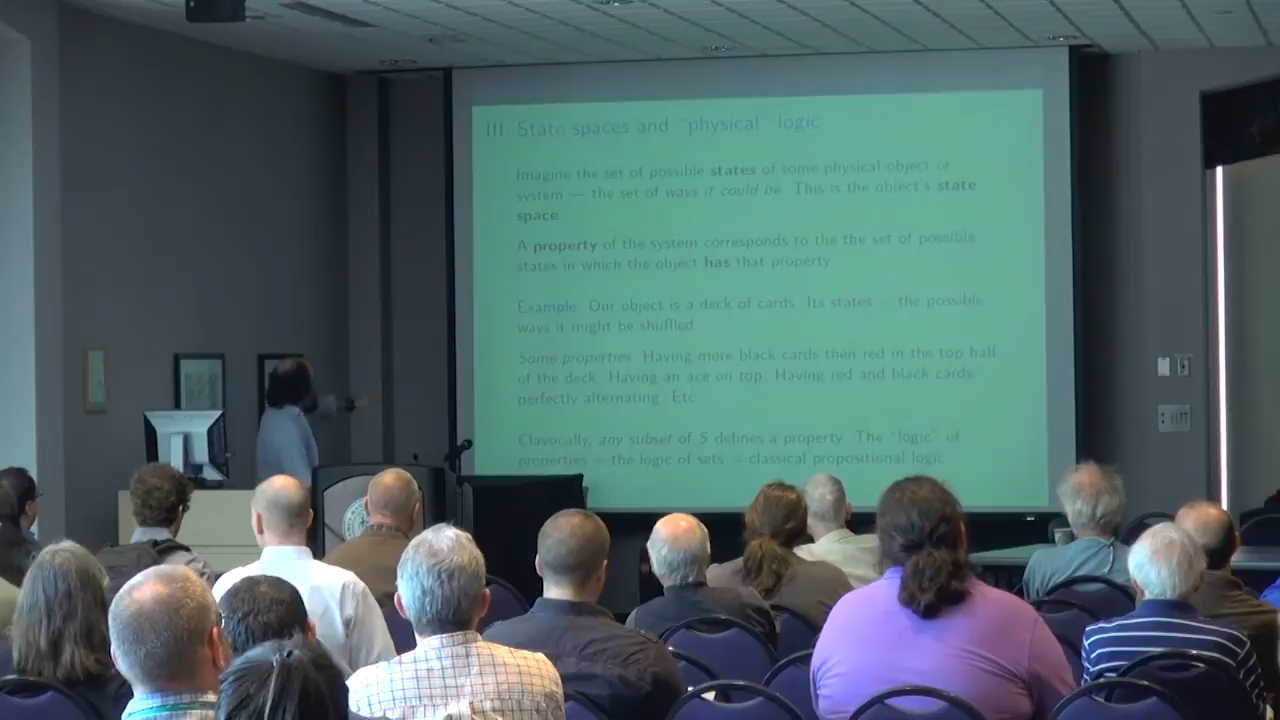 III. State spaces and "physical" logic
Imagine the set of possible states of some physical object or
system — the set of ways it could be. This is the object's state
space.
A property of the system corresponds to the the set of possible
states in which the object has that property.
Example: Our object is a deck of cards. Its states = the possible
ways it might be shuffled.
Some properties: Having more black cards then red in the top half
of the deck. Having an ace on top. Having red and black cards
perfectly alternating. Etc.
Classically, any subset of S defines a property. The "logic" of
properties = the logic of sets = classical propositional logic.